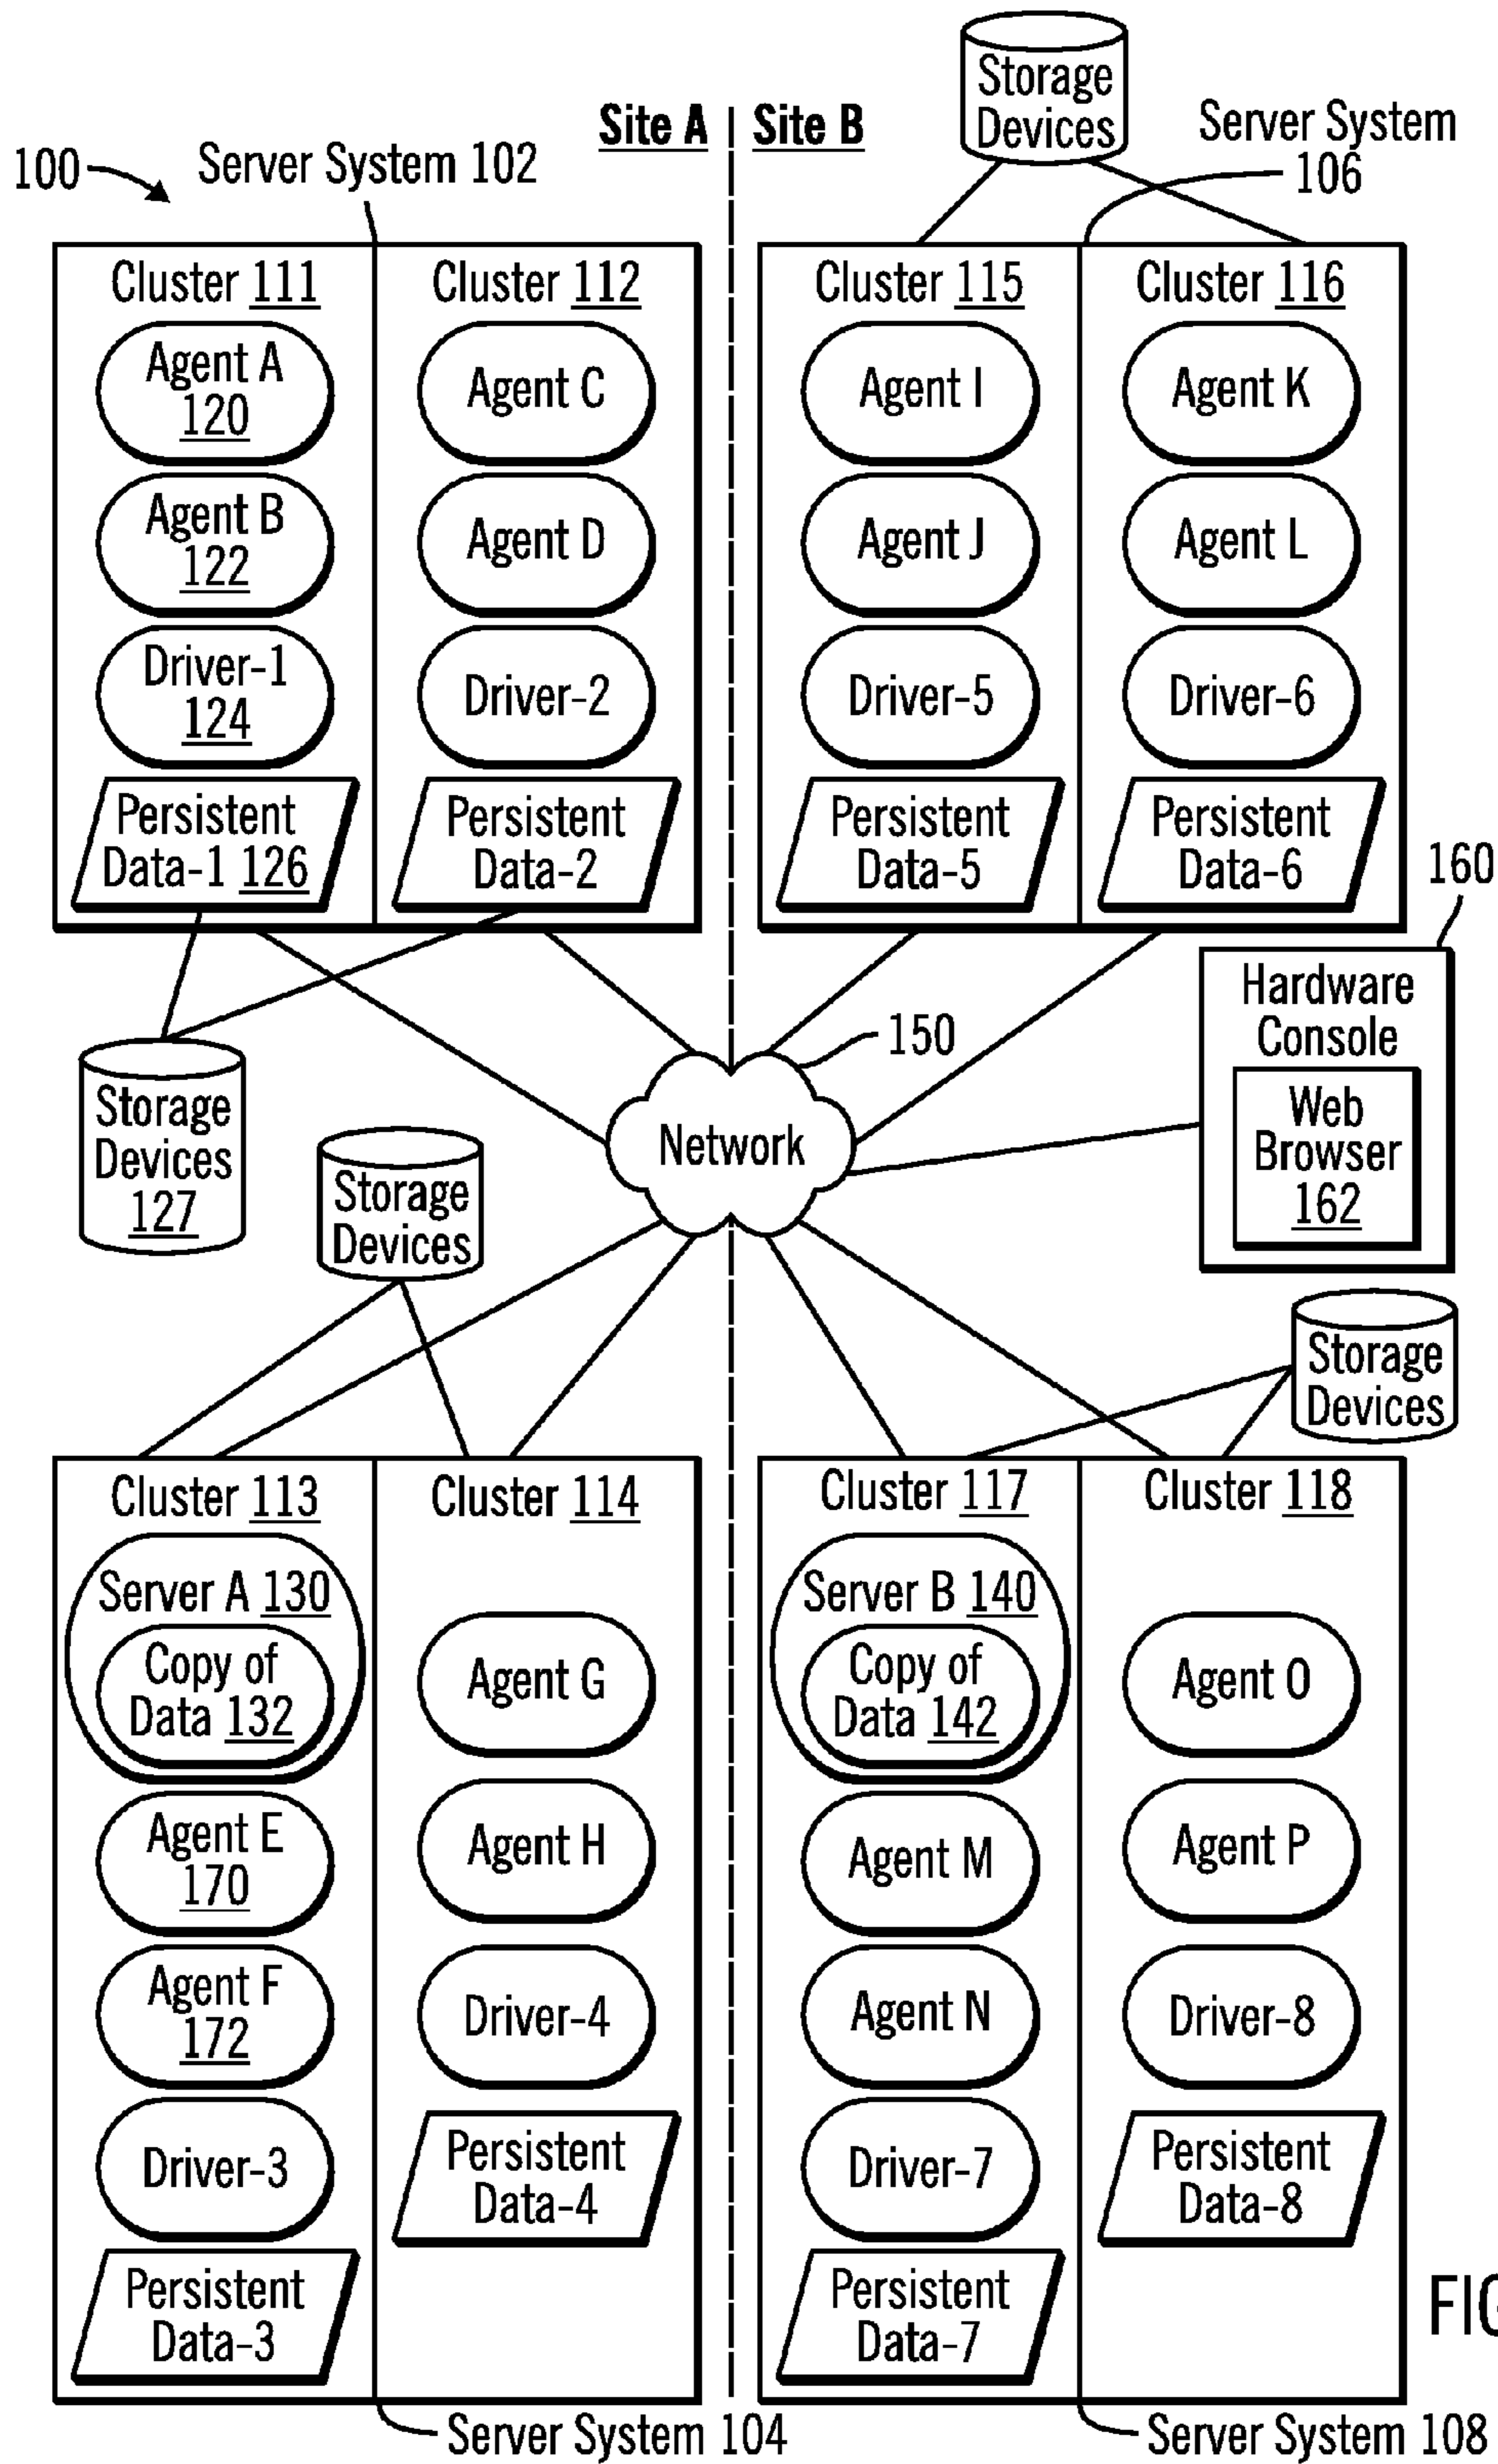 Storage
Devices
Site A
Site B
Server System
106
100
Server System 102
Cluster 111
Agent A
120
Agent B
122
Driver-1
124
Persistent
Data-1 126
Cluster 112
Agent C
Agent D
Driver-2
Persistent
Data-2
Cluster 115
Agent I
Agent J
Driver-5
Persistent
Data-5
Cluster 116
Agent K
Agent L
Driver-6
Persistent
Data-6
160
Hardware
Console
Web
Browser
162
150
Network
Storage
Devices
127
Storage
Devices
Storage
Devices
Cluster 113
Server A 130
Copy of
Data 132
Agent E
170
Agent F
172
Driver-3
Persistent
Data-3
Cluster 114
Agent G
Agent H
Driver-4
Persistent
Data-4
Cluster 117
Server B 140
Copy of
Data 142
Agent M
Agent N
Driver-7
Persistent
Data-7
Cluster 118
Agent O
Agent P
Driver-8
Persistent
Data-8
Server System 104
Server System 108